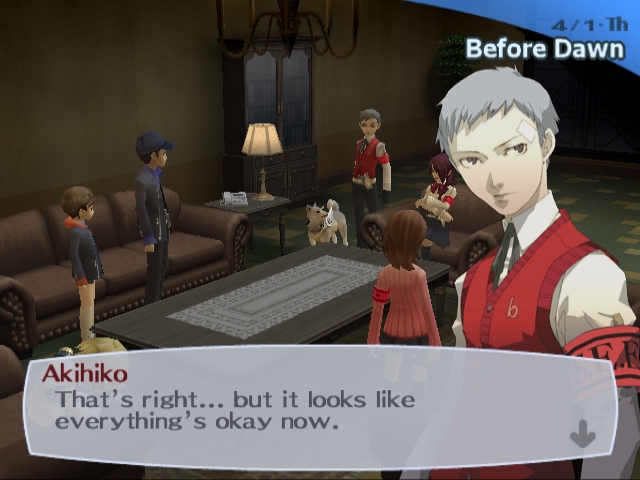 4/1·Th
Before Dawn
b
S.E.E.
Akihiko
That's right... but it looks like
everything's okay now.